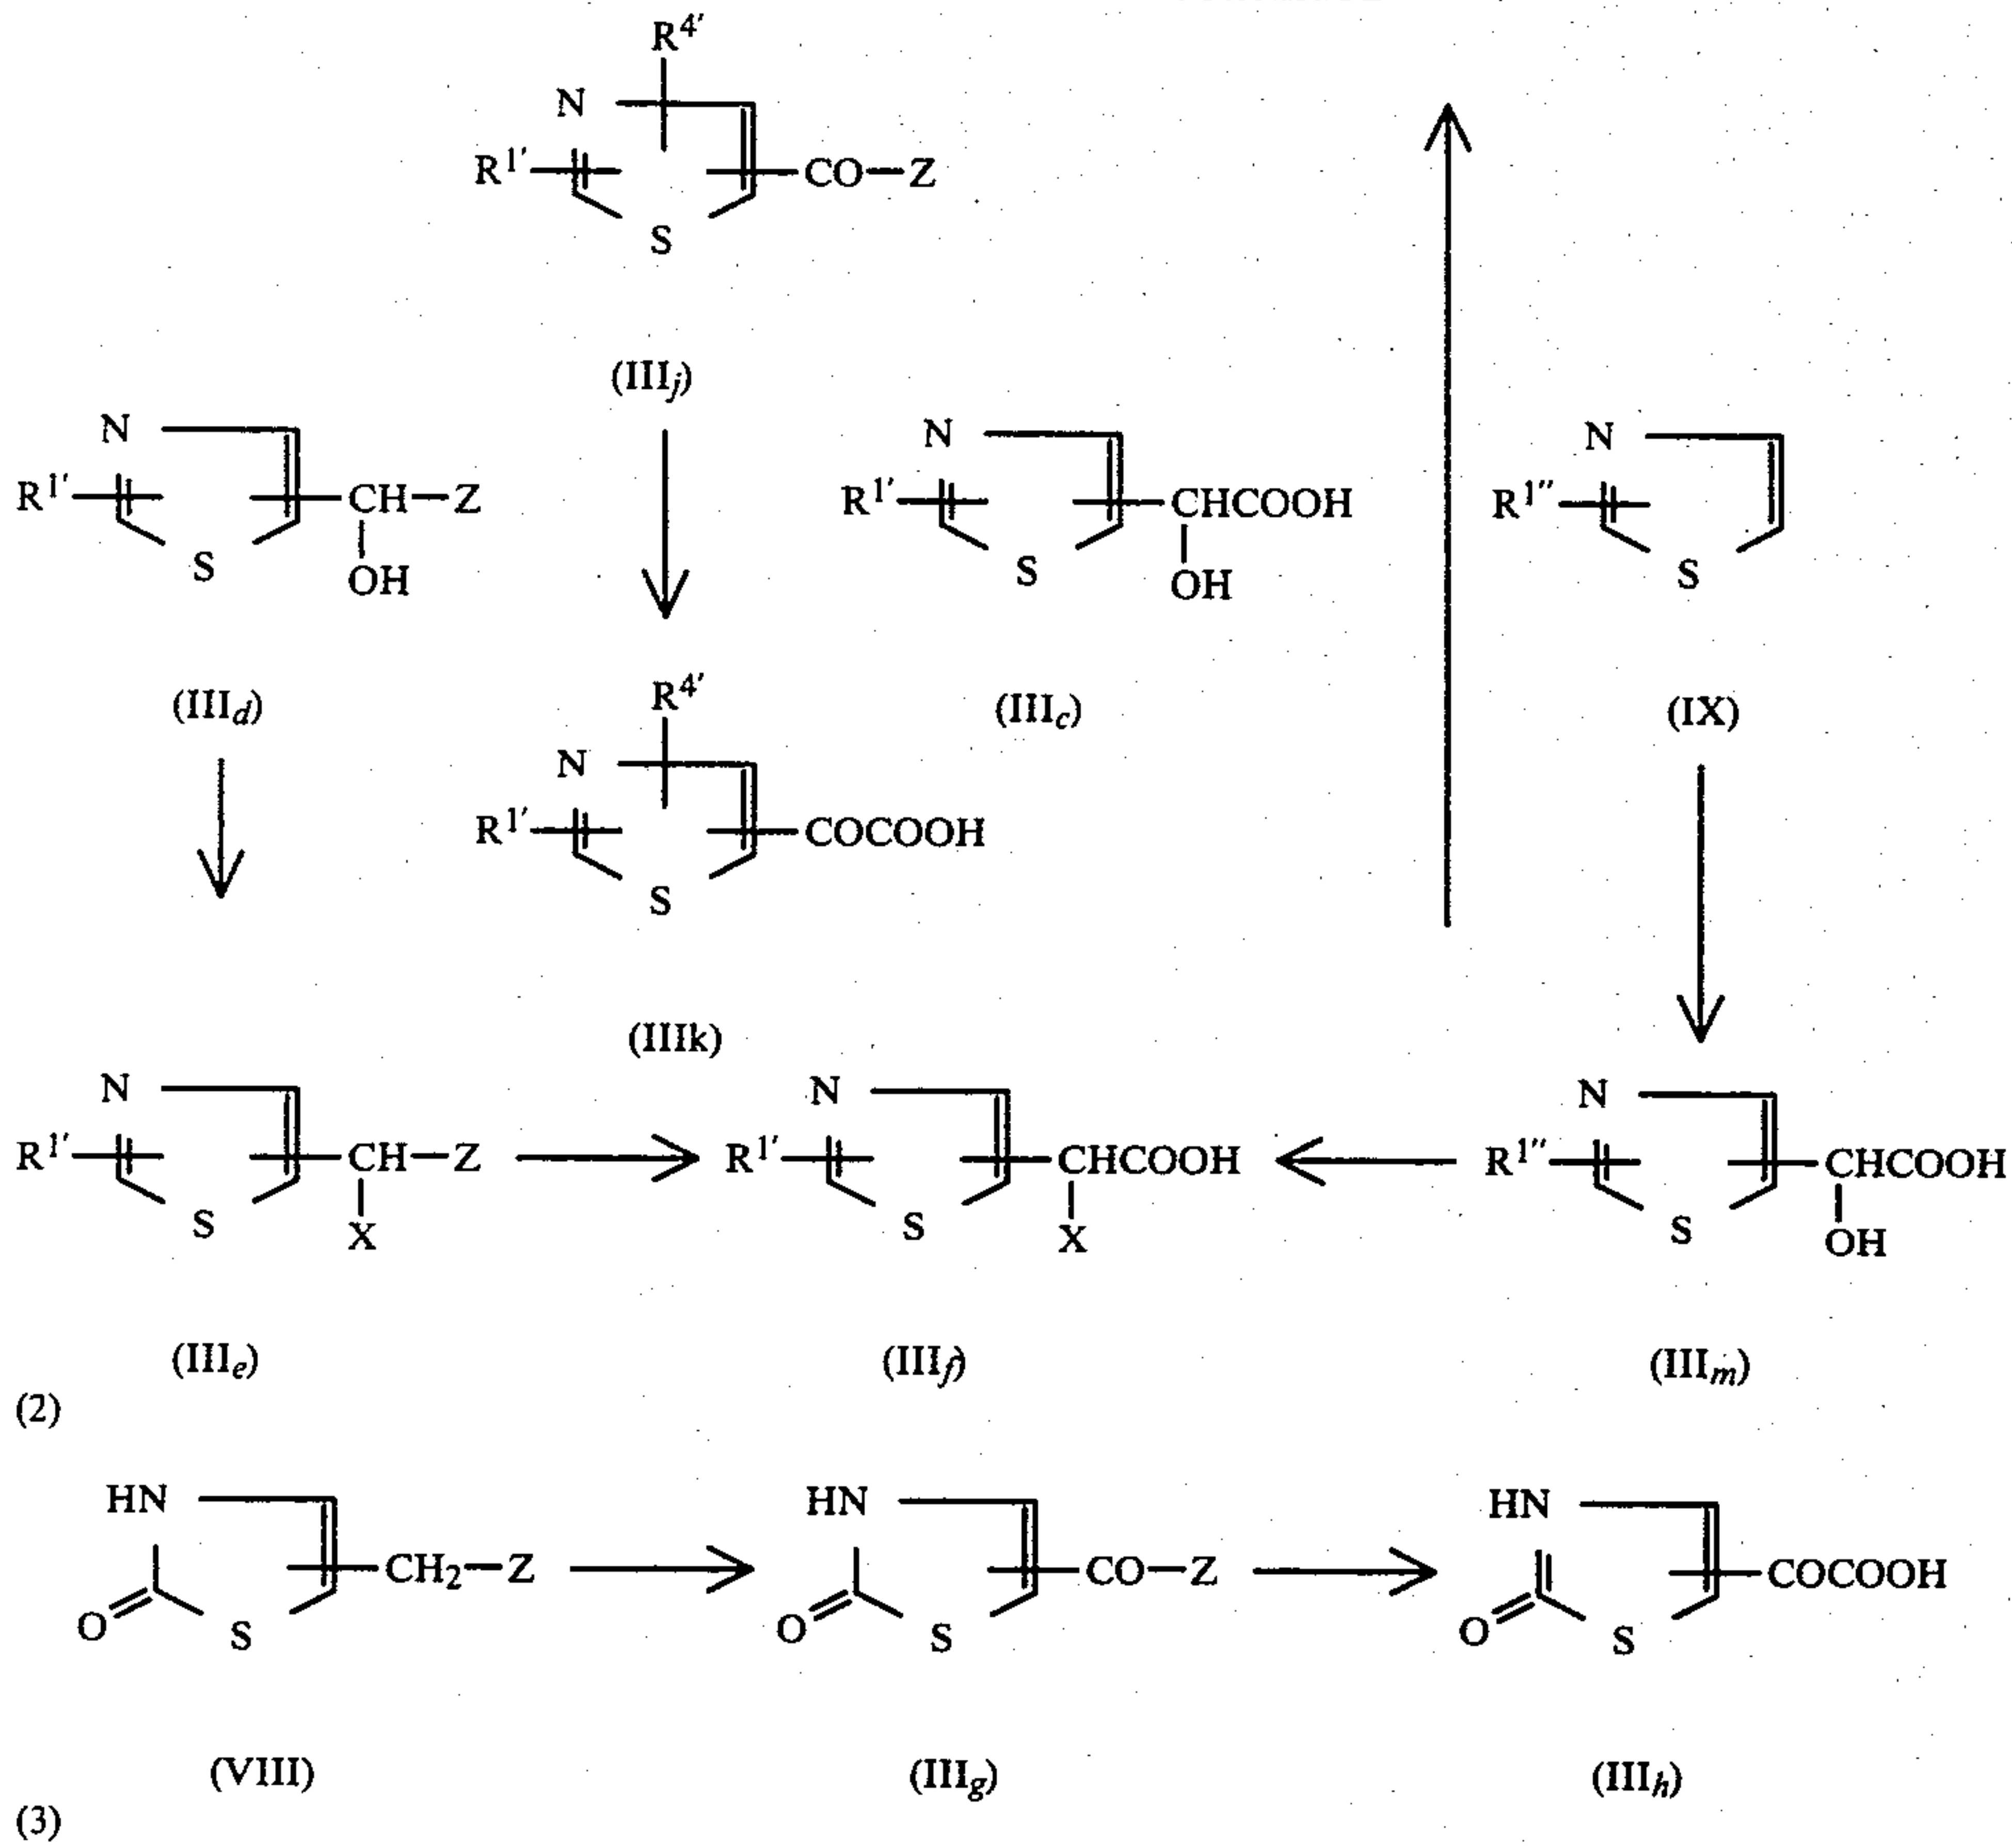 R4'
N
R1' CO—Z
S
(IIIj)
N
R1' CH—Z
S
OH
(IIId)
N
R1' CHCOOH
S
OH
(IIIc)
N
R1''
S
(IX)
R4'
N
R1' COCOOH
S
(IIIk)
N
R1' CH—Z
S
X
(IIIe)
N
R1' CHCOOH
S
X
(IIIf)
N
R1'' CHCOOH
S
OH
(IIIm)
(2)
HN
CH2—Z
O
S
(VIII)
HN
CO—Z
O
S
(IIIg)
HN
COCOOH
O
S
(IIIh)
(3)